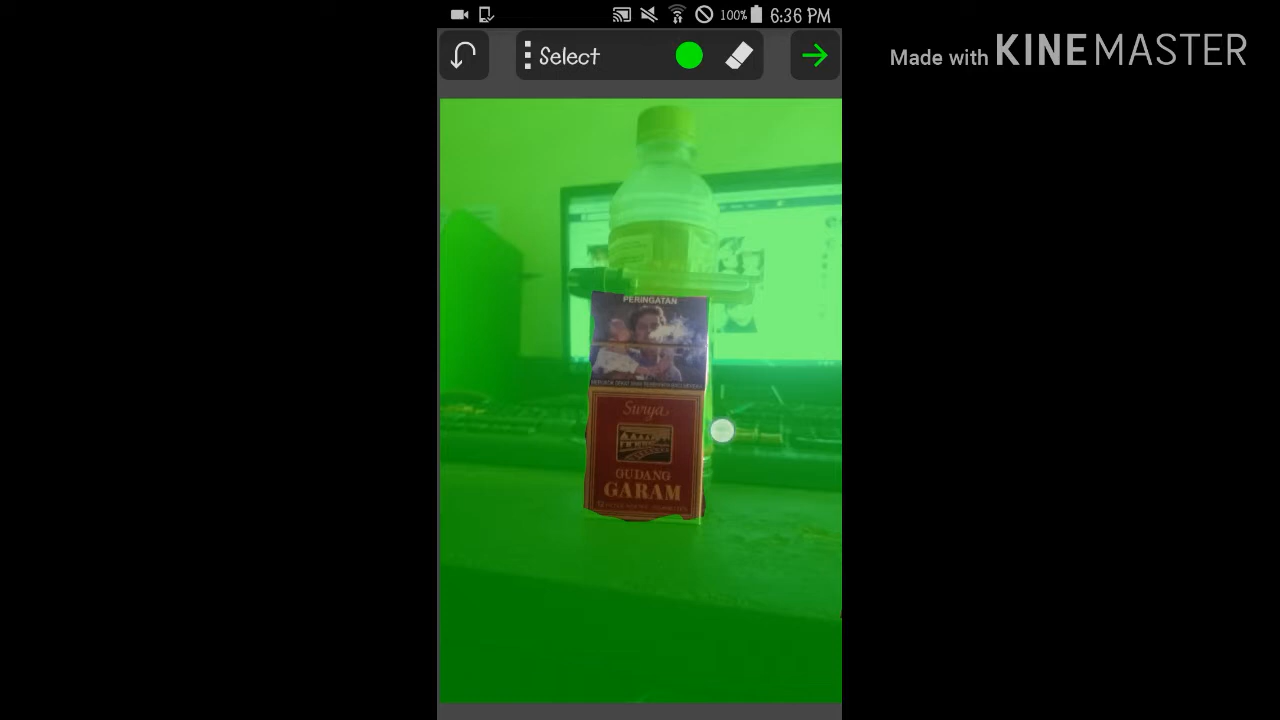 100% 6:36 PM
Select
Made with KINEMASTER
PERINGATAN
Surya
GUDANG
GARAM